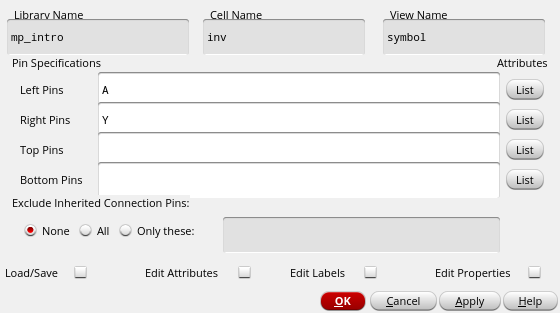 Library Name Cell Name View Name
mp_intro inv symbol
Pin Specifications Attributes
Left Pins A List
Right Pins Y List
Top Pins List
Bottom Pins List
Exclude Inherited Connection Pins:
None All Only these:
Load/Save Edit Attributes Edit Labels Edit Properties
OK Cancel Apply Help